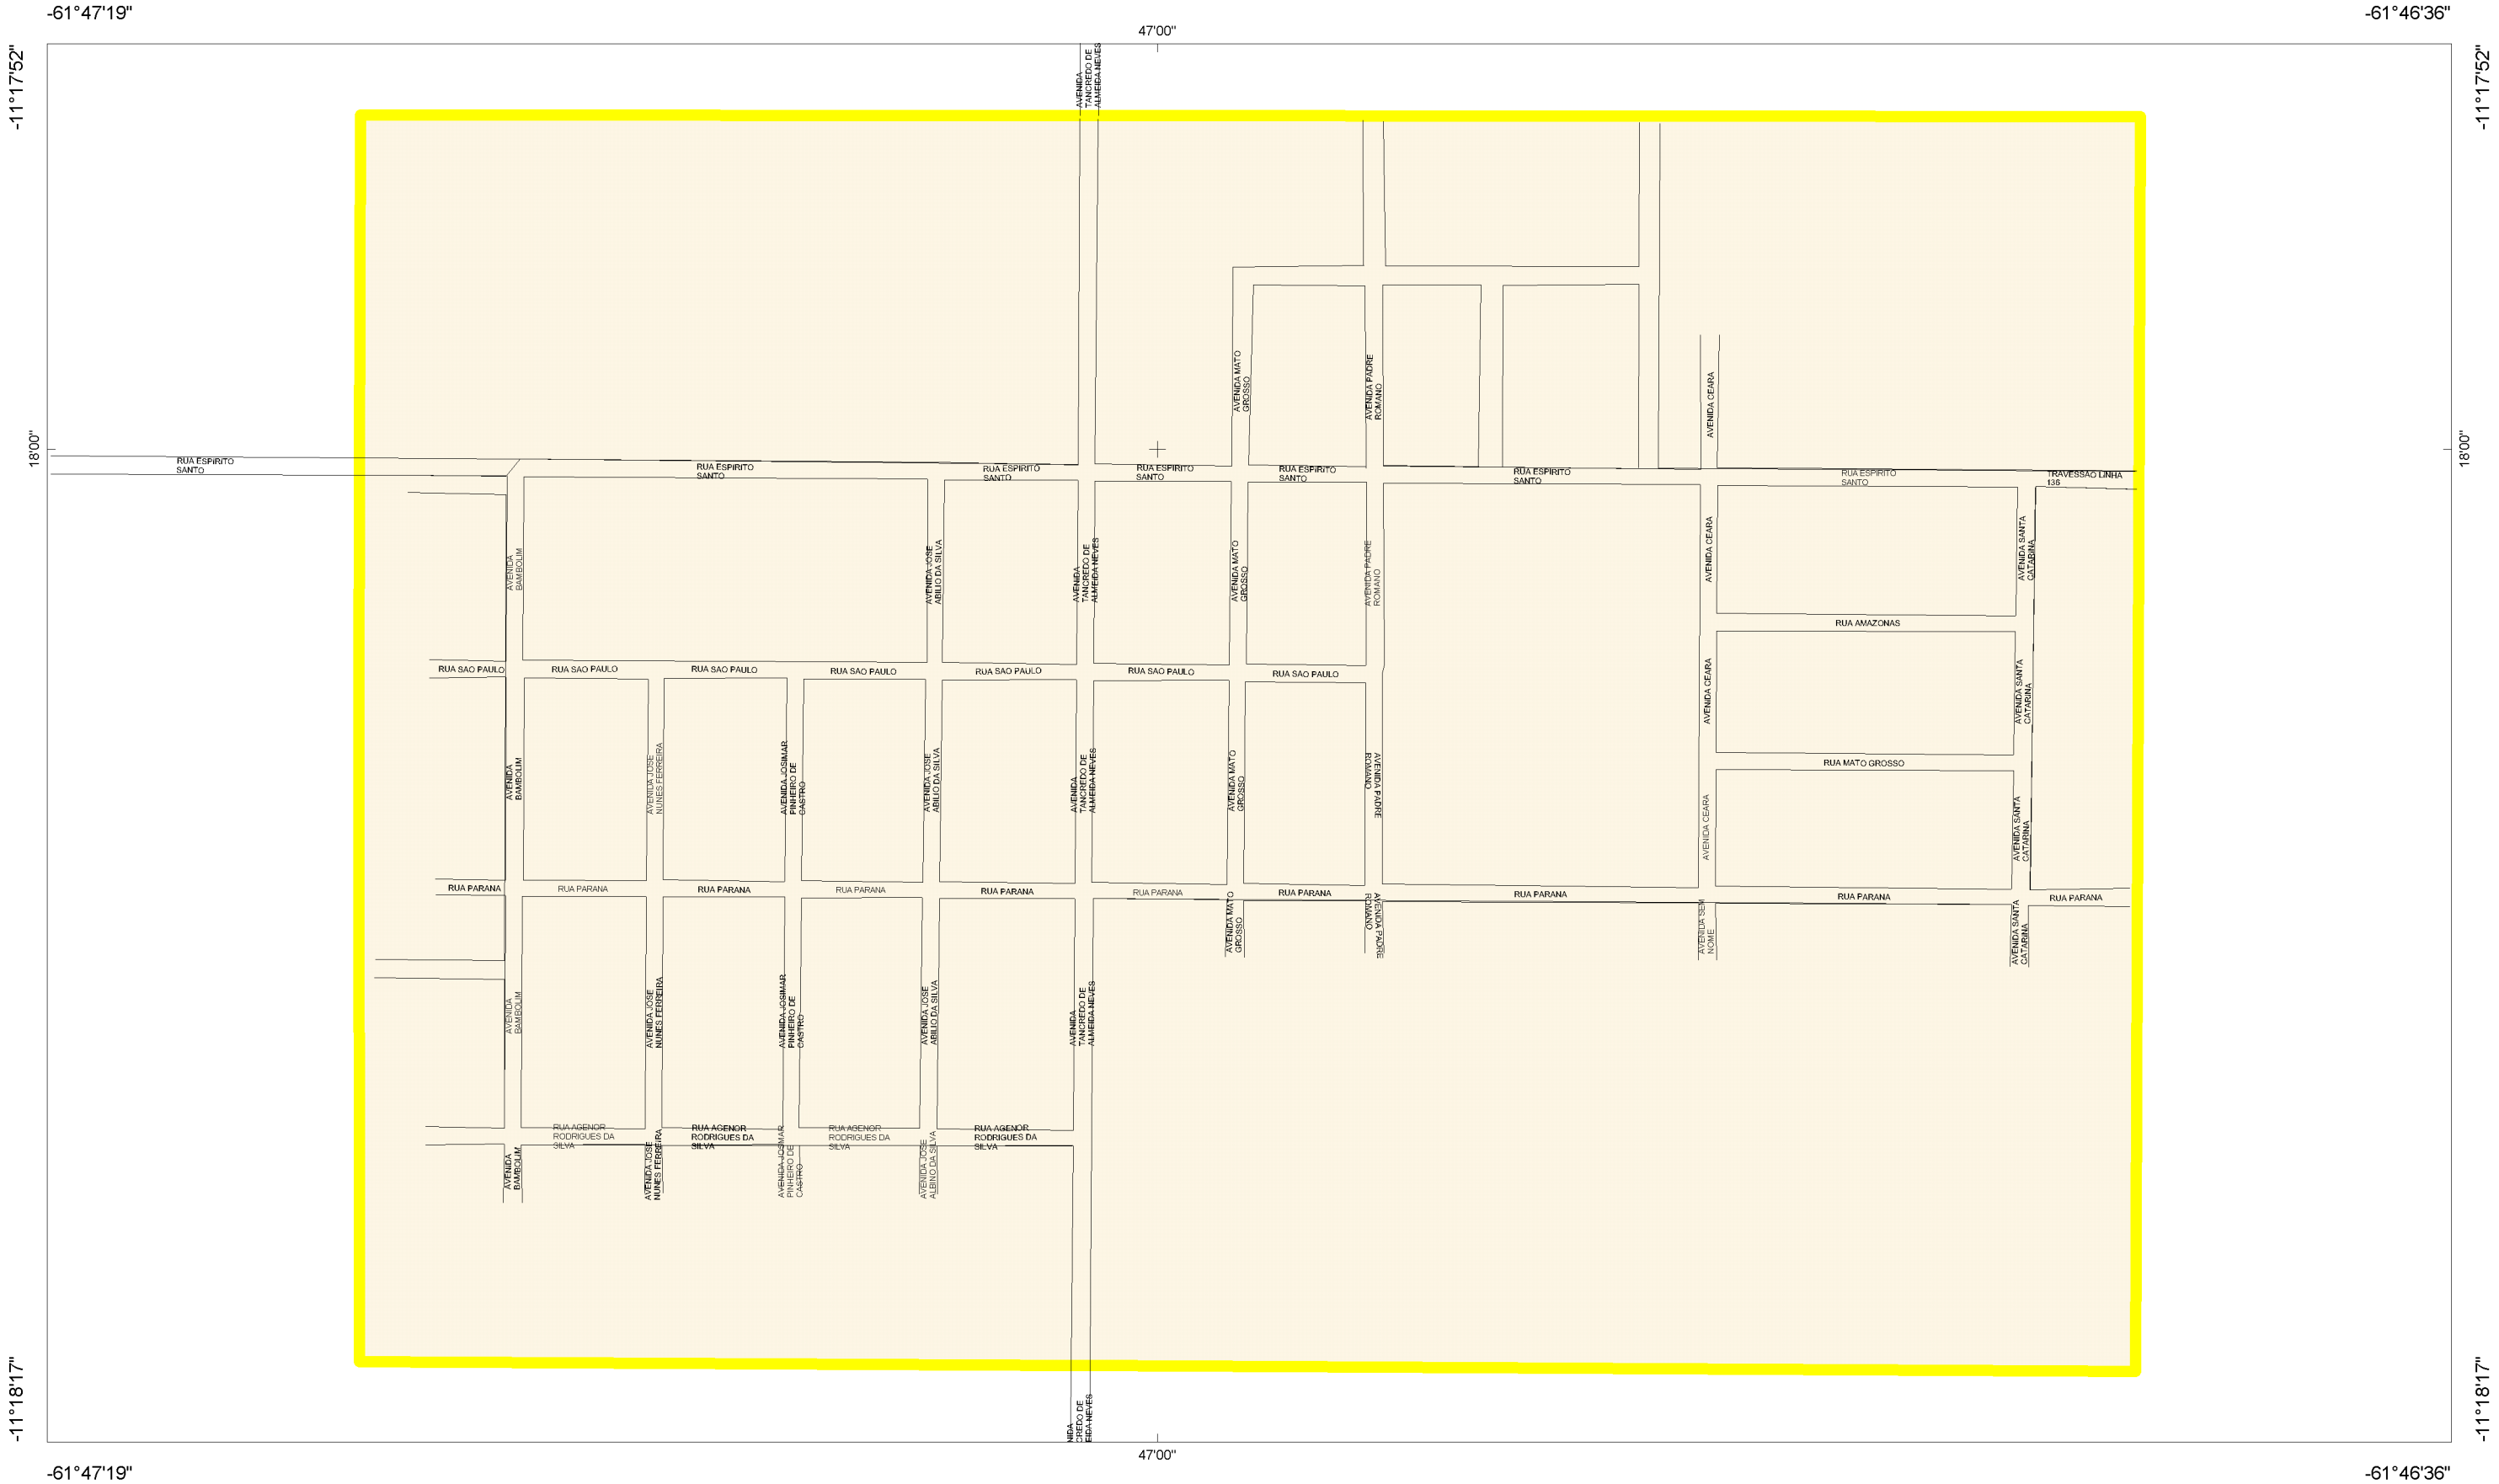 -61°47'19"
-61°46'36"
47'00"
-11°17'52"
-11°17'52"
AVENIDA
TANCREDO DE
ALMEIDA NEVES
AVENIDA MATO
GROSSO
AVENIDA PADRE
ROMANO
AVENIDA CEARA
18'00"
18'00"
RUA ESPIRITO
SANTO
RUA ESPIRITO
SANTO
RUA ESPIRITO
SANTO
RUA ESPIRITO
SANTO
RUA ESPIRITO
SANTO
RUA ESPIRITO
SANTO
RUA ESPIRITO
SANTO
TRAVESSAO LINHA
136
AVENIDA
BAMBOLIM
AVENIDA JOSE
ABILIO DA SILVA
AVENIDA
TANCREDO DE
ALMEIDA NEVES
AVENIDA MATO
GROSSO
AVENIDA PADRE
ROMANO
AVENIDA CEARA
AVENIDA SANTA
CATARINA
RUA AMAZONAS
RUA SAO PAULO
RUA SAO PAULO
RUA SAO PAULO
RUA SAO PAULO
RUA SAO PAULO
RUA SAO PAULO
RUA SAO PAULO
AVENIDA CEARA
AVENIDA SANTA
CATARINA
AVENIDA
BAMBOLIM
AVENIDA JOSE
NUNES FERREIRA
AVENIDA JOSIMAR
PINHEIRO DE
CASTRO
AVENIDA JOSE
ABILIO DA SILVA
AVENIDA
TANCREDO DE
ALMEIDA NEVES
AVENIDA MATO
GROSSO
AVENIDA PADRE
ROMANO
RUA MATO GROSSO
AVENIDA CEARA
AVENIDA SANTA
CATARINA
RUA PARANA
RUA PARANA
RUA PARANA
RUA PARANA
RUA PARANA
RUA PARANA
RUA PARANA
RUA PARANA
RUA PARANA
RUA PARANA
AVENIDA MATO
GROSSO
AVENIDA PADRE
ROMANO
AVENIDA SEM
NOME
AVENIDA SANTA
CATARINA
AVENIDA
BAMBOLIM
AVENIDA JOSE
NUNES FERREIRA
AVENIDA JOSIMAR
PINHEIRO DE
CASTRO
AVENIDA JOSE
ABILIO DA SILVA
AVENIDA
TANCREDO DE
ALMEIDA NEVES
RUA AGENOR
RODRIGUES DA
SILVA
RUA AGENOR
RODRIGUES DA
SILVA
RUA AGENOR
RODRIGUES DA
SILVA
RUA AGENOR
RODRIGUES DA
SILVA
AVENIDA
BAMBOLIM
AVENIDA JOSE
NUNES FERREIRA
AVENIDA JOSIMAR
PINHEIRO DE
CASTRO
AVENIDA JOSE
ALBINO DA SILVA
NIDA
CREDO DE
EIDA NEVES
-11°18'17"
-11°18'17"
47'00"
-61°47'19"
-61°46'36"